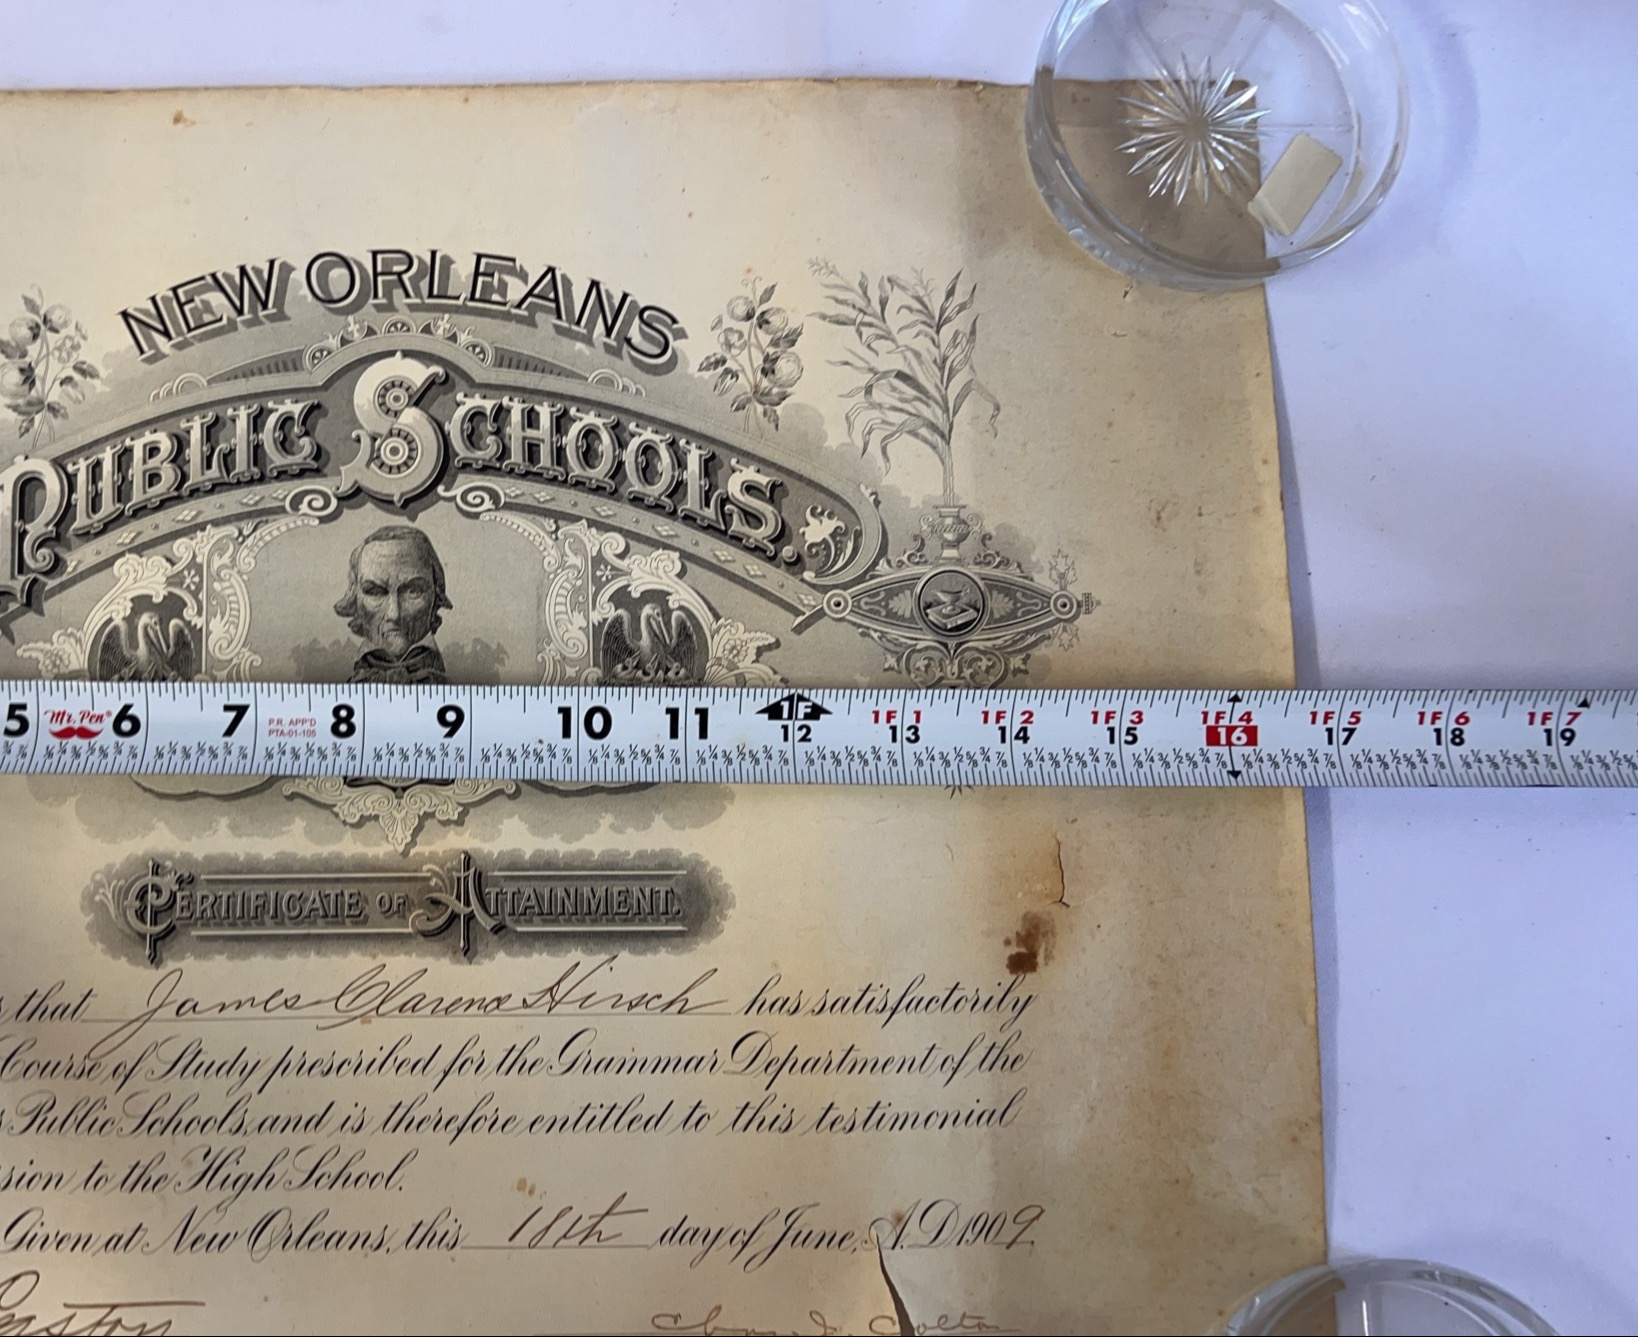 NEW ORLEANS
PUBLIC SCHOOLS.
5 Mr. Pen® 6 7 P.R. APP'D PTA-01-105 8 9 10 11 1F 12 1F 1 13 1F 2 14 1F 3 15 1F 4 16 1F 5 17 1F 6 18 1F 7 19
CERTIFICATE OF ATTAINMENT.
that James Clarence Hirsch has satisfactorily
Course of Study prescribed for the Grammar Department of the
Public Schools, and is therefore entitled to this testimonial
sion to the High School.
Given at New Orleans, this 18th day of June, A.D. 1909.
Colton